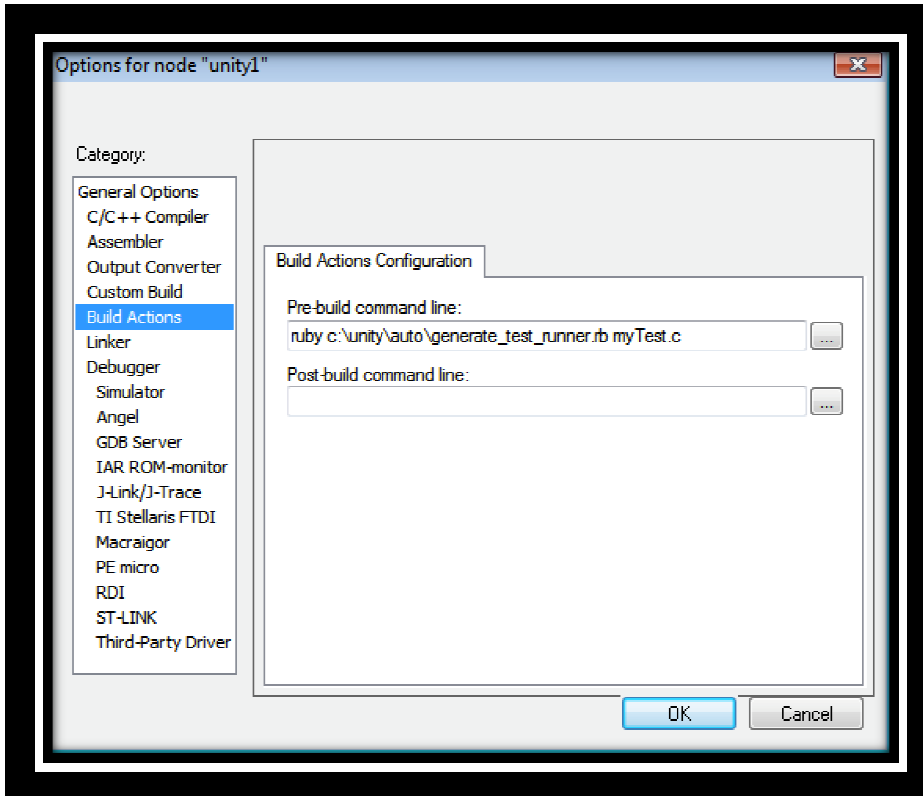 Options for node "unity1"
Category:
General Options
C/C++ Compiler
Assembler
Output Converter
Custom Build
Build Actions
Linker
Debugger
Simulator
Angel
GDB Server
IAR ROM-monitor
J-Link/J-Trace
TI Stellaris FTDI
Macraigor
PE micro
RDI
ST-LINK
Third-Party Driver
Build Actions Configuration
Pre-build command line:
ruby c:\unity\auto\generate_test_runner.rb myTest.c
...
Post-build command line:
...
OK
Cancel